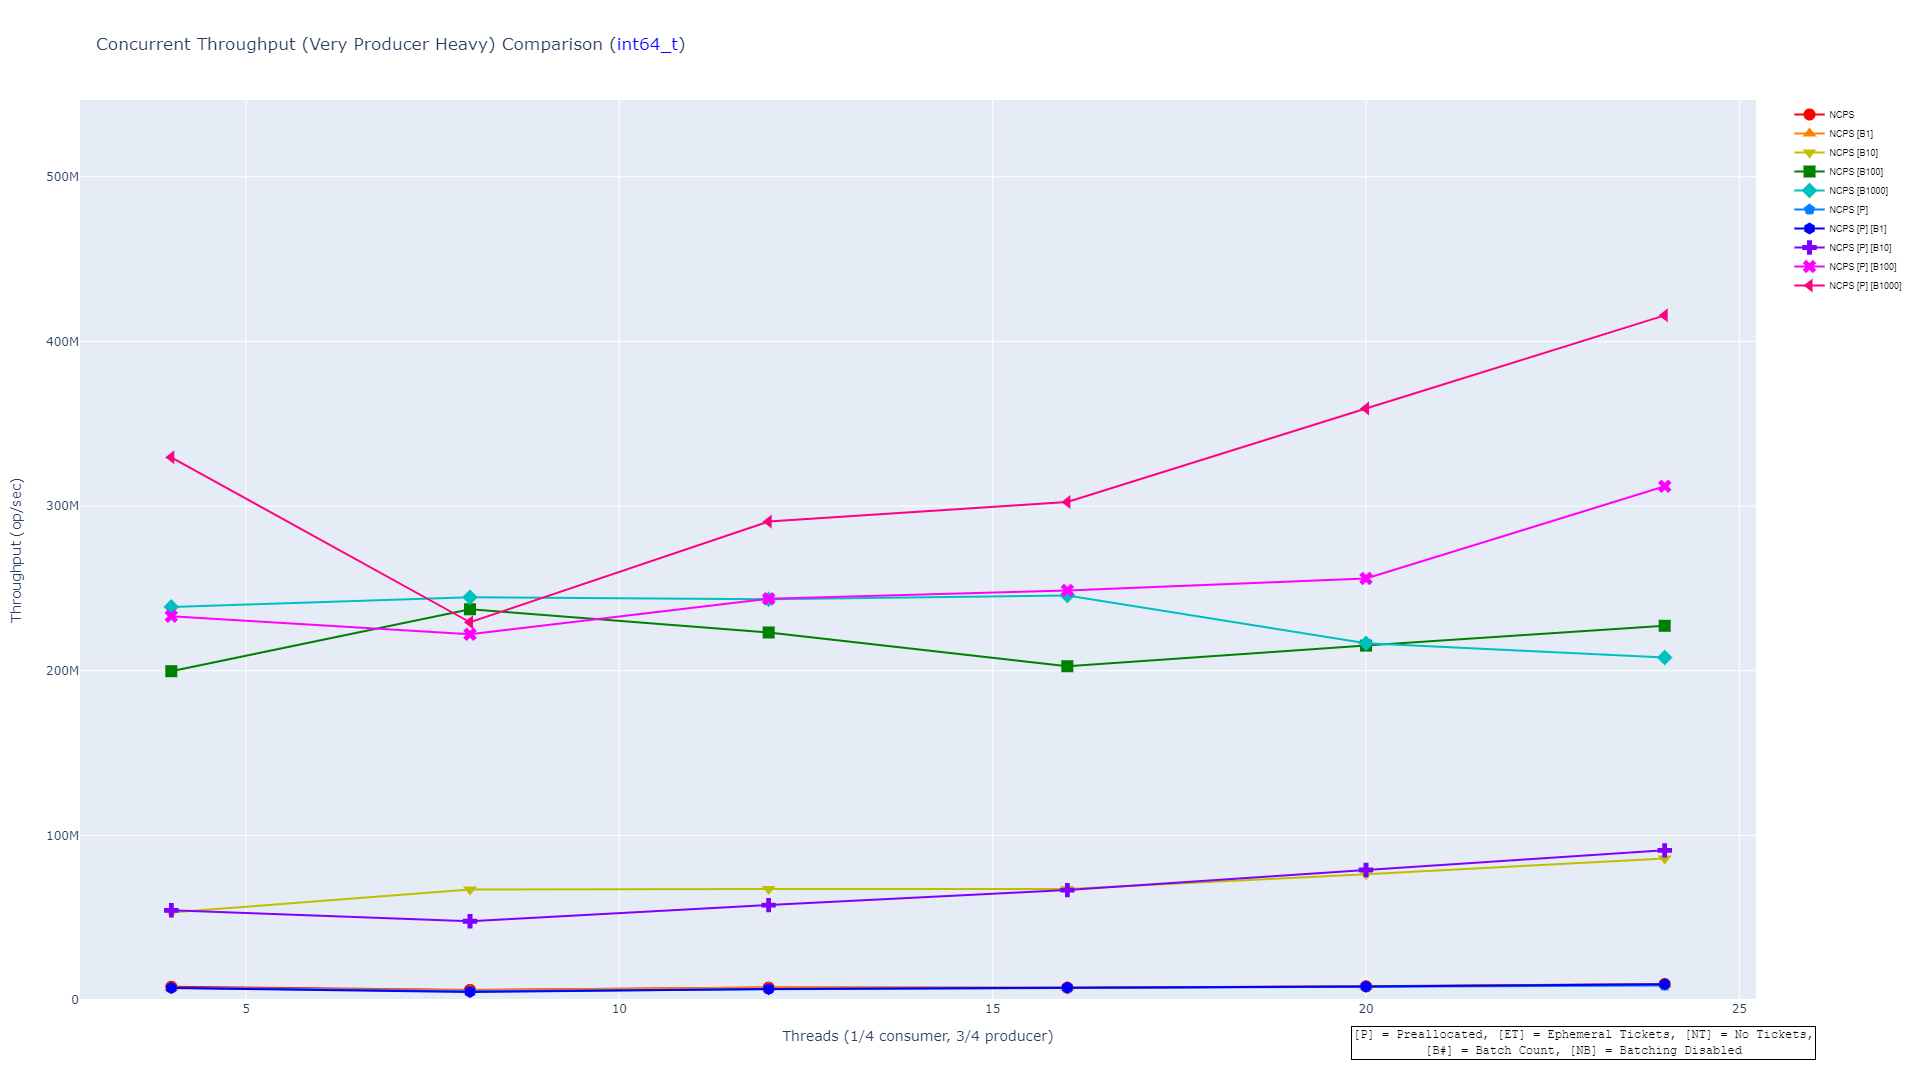 Concurrent Throughput (Very Producer Heavy) Comparison (int64_t)
NCPS
NCPS [B1]
NCPS [B10]
NCPS [B100]
NCPS [B1000]
NCPS [P]
NCPS [P] [B1]
NCPS [P] [B10]
NCPS [P] [B100]
NCPS [P] [B1000]
Throughput (op/sec)
500M
400M
300M
200M
100M
0
5
10
15
20
25
Threads (1/4 consumer, 3/4 producer)
[P] = Preallocated, [ET] = Ephemeral Tickets, [NT] = No Tickets,
[B#] = Batch Count, [NB] = Batching Disabled